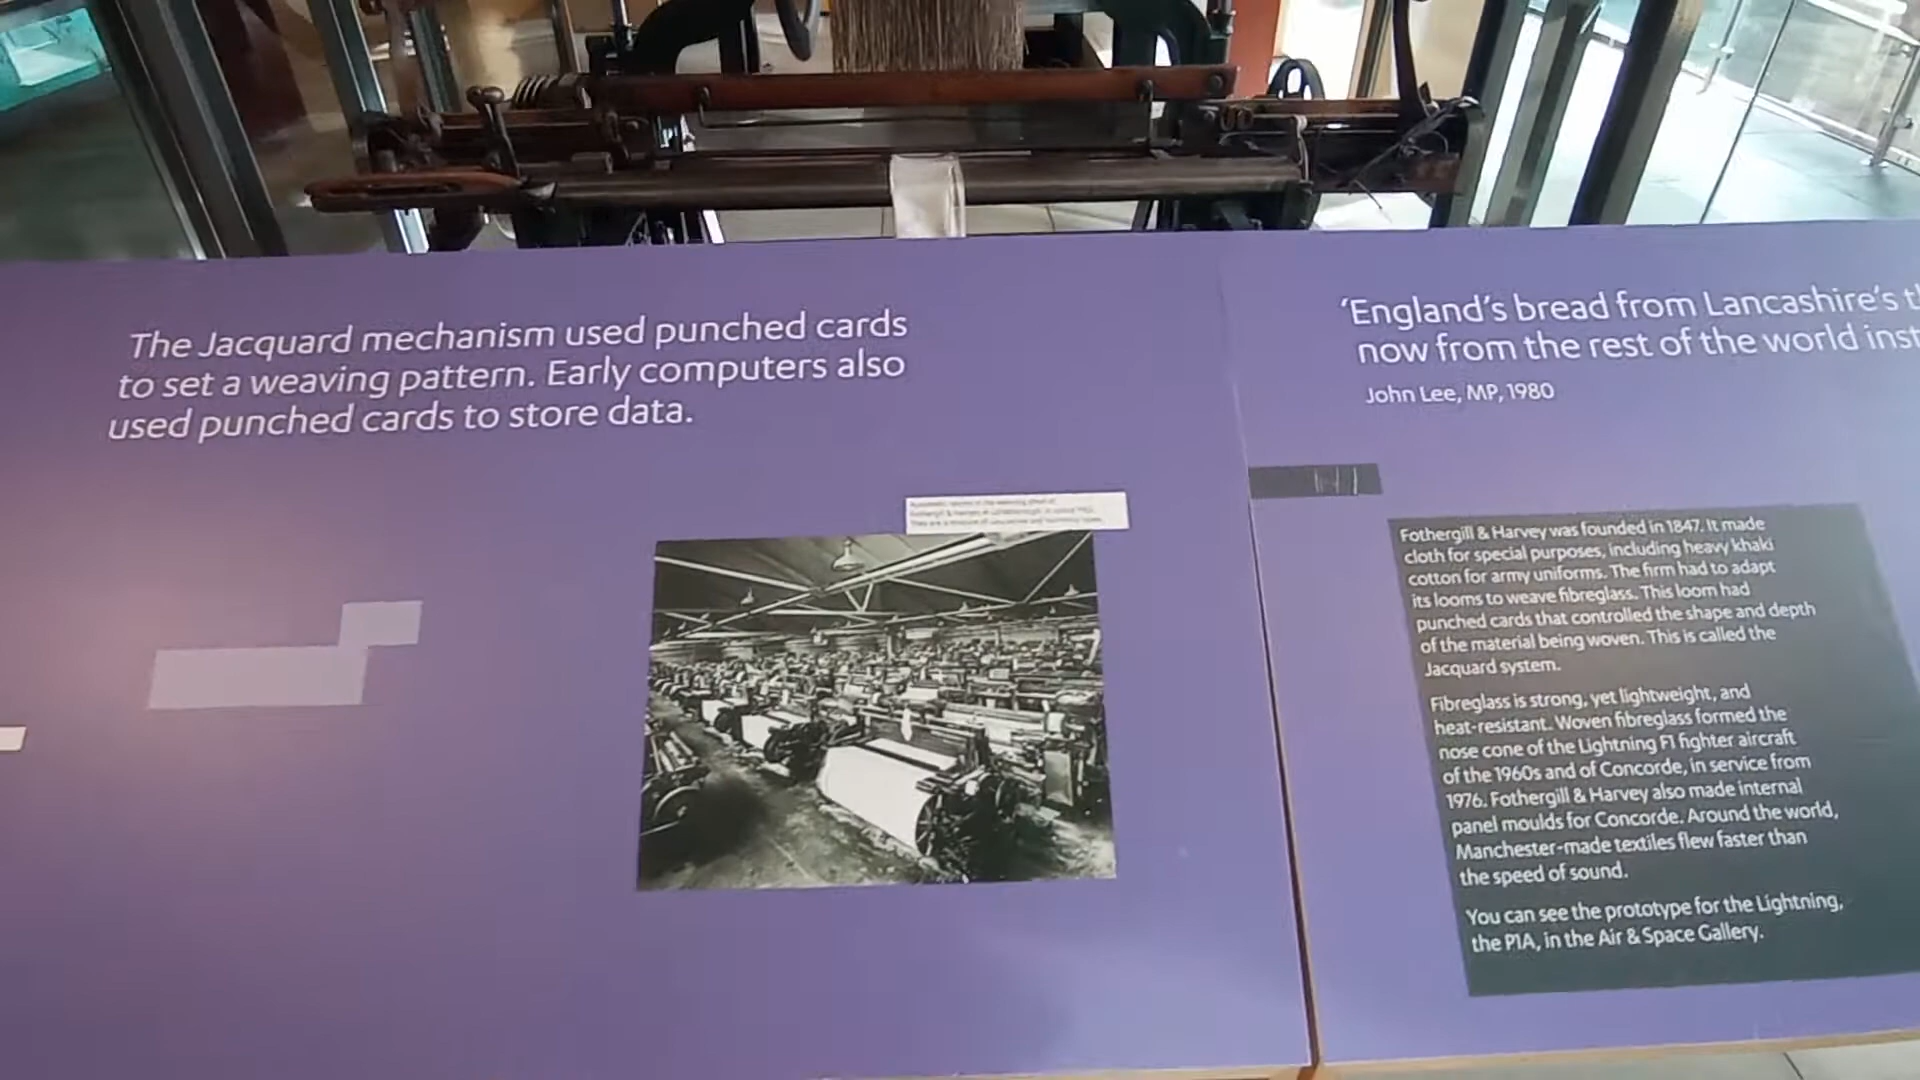 The Jacquard mechanism used punched cards
to set a weaving pattern. Early computers also
used punched cards to store data.
'England's bread from Lancashire's
now from the rest of the world
John Lee, MP, 1980
Fothergill & Harvey was founded in 1847. It made
cloth for special purposes, including heavy khaki
cotton for army uniforms. The firm had to adapt
its looms to weave fibreglass. This loom had
punched cards that controlled the shape and depth
of the material being woven. This is called the
Jacquard system.
Fibreglass is strong, yet lightweight, and
heat-resistant. Woven fibreglass formed the
nose cone of the Lightning F1 fighter aircraft
of the 1960s and of Concorde, in service from
1976. Fothergill & Harvey also made internal
panel moulds for Concorde. Around the world,
Manchester-made textiles flew faster than
the speed of sound.
You can see the prototype for the Lightning,
the P1A, in the Air & Space Gallery.